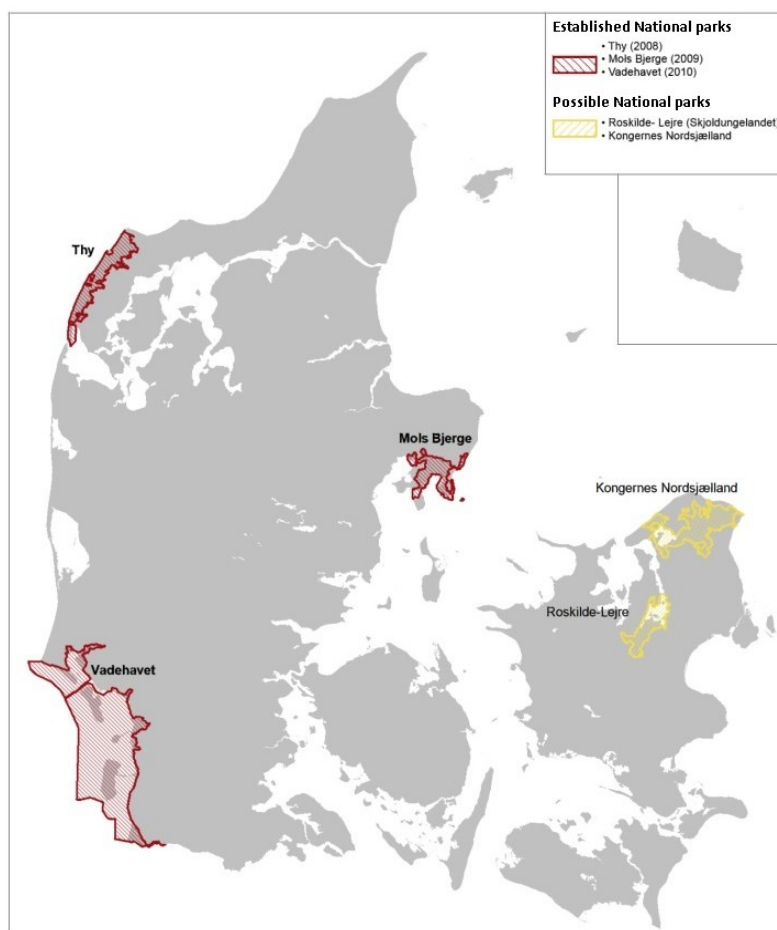 Established National parks
• Thy (2008)
• Mols Bjerge (2009)
• Vadehavet (2010)
Possible National parks
• Roskilde- Lejre (Skjoldungelandet)
• Kongernes Nordsjælland
Thy
Mols Bjerge
Kongernes Nordsjælland
Roskilde-Lejre
Vadehavet